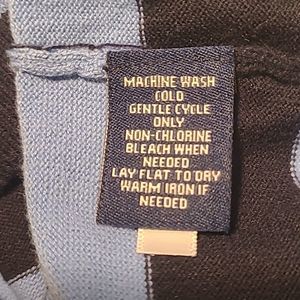 MACHINE WASH
COLD
GENTLE CYCLE
ONLY
NON-CHLORINE
BLEACH WHEN
NEEDED
LAY FLAT TO DRY
WARM IRON IF
NEEDED